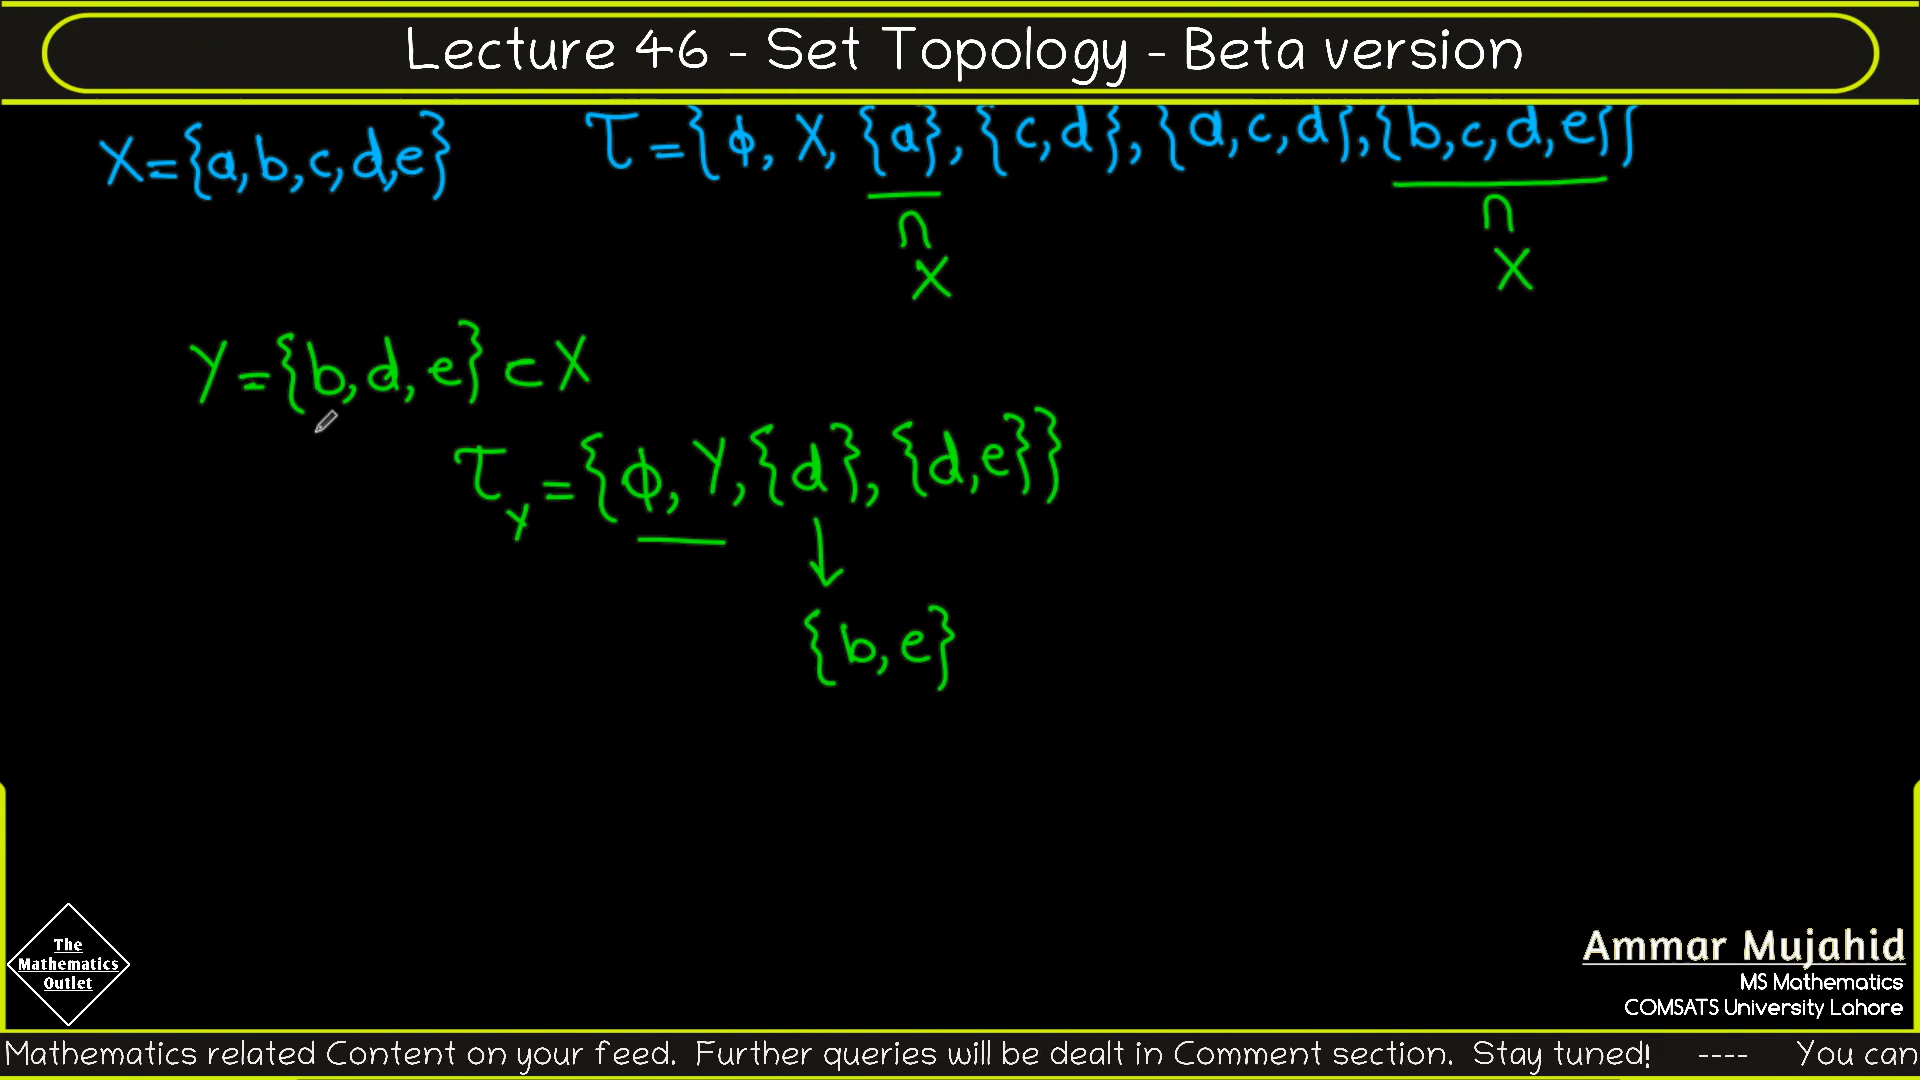 Lecture 46 - Set Topology - Beta version
X={a,b,c,d,e} τ={ϕ, X, {a}, {c,d}, {a,c,d}, {b,c,d,e}}
∩ ∩
X X
Y={b,d,e}⊂X
τ_Y={ϕ, Y, {d}, {d,e}}
↓
{b,e}
The
Mathematics
Outlet
Ammar Mujahid
MS Mathematics
COMSATS University Lahore
Mathematics related Content on your feed. Further queries will be dealt in Comment section. Stay tuned! ---- You can